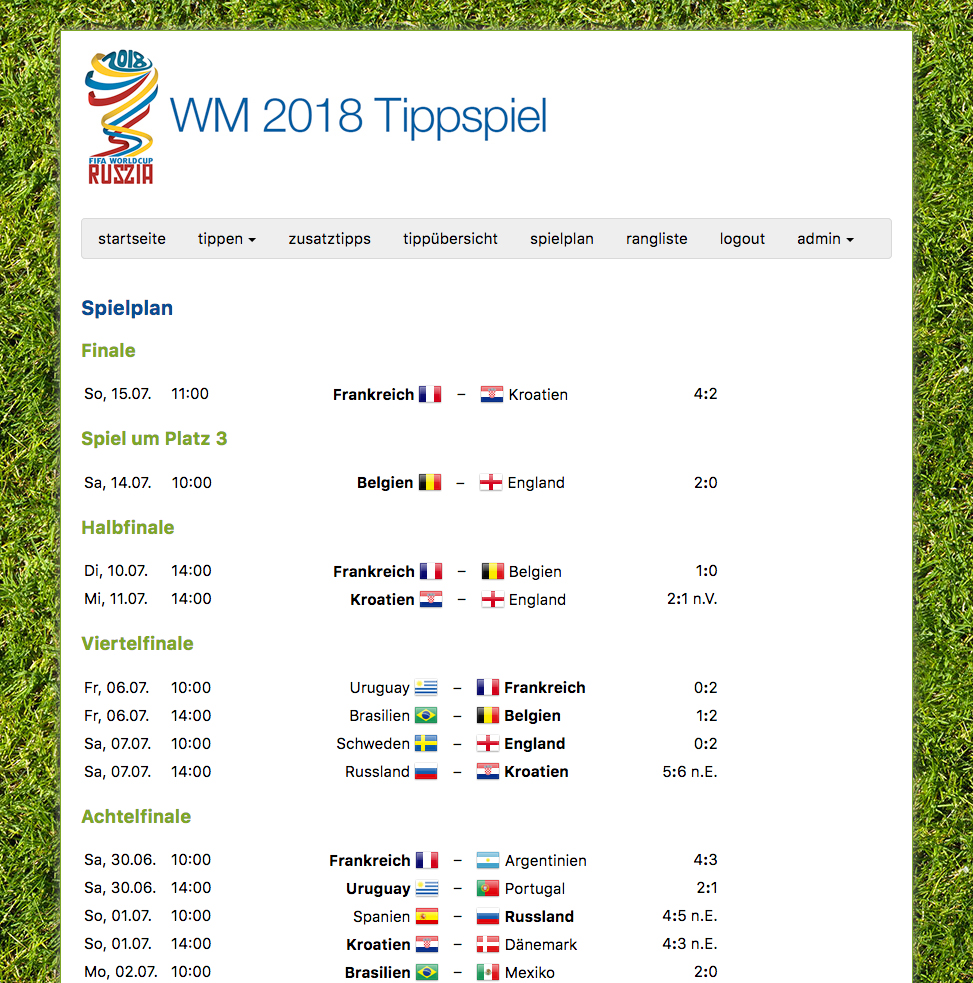 2018
FIFA WORLDCUP
RUSZIA
WM 2018 Tippspiel
startseite tippen zusatztipps tippübersicht spielplan rangliste logout admin
Spielplan
Finale
So, 15.07. 11:00 Frankreich – Kroatien 4:2
Spiel um Platz 3
Sa, 14.07. 10:00 Belgien – England 2:0
Halbfinale
Di, 10.07. 14:00 Frankreich – Belgien 1:0
Mi, 11.07. 14:00 Kroatien – England 2:1 n.V.
Viertelfinale
Fr, 06.07. 10:00 Uruguay – Frankreich 0:2
Fr, 06.07. 14:00 Brasilien – Belgien 1:2
Sa, 07.07. 10:00 Schweden – England 0:2
Sa, 07.07. 14:00 Russland – Kroatien 5:6 n.E.
Achtelfinale
Sa, 30.06. 10:00 Frankreich – Argentinien 4:3
Sa, 30.06. 14:00 Uruguay – Portugal 2:1
So, 01.07. 10:00 Spanien – Russland 4:5 n.E.
So, 01.07. 14:00 Kroatien – Dänemark 4:3 n.E.
Mo, 02.07. 10:00 Brasilien – Mexiko 2:0